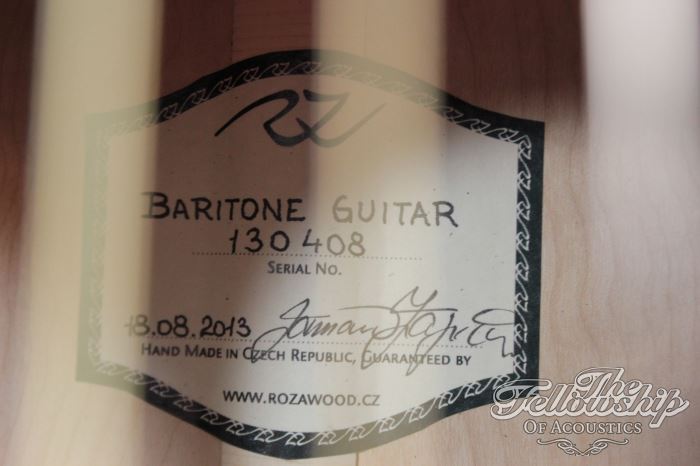 RZ
BARITONE GUITAR
130408
SERIAL NO.
18.08.2013
HAND MADE IN CZECH REPUBLIC, GUARANTEED BY
WWW.ROZAWOOD.CZ
The
Fellowship
OF ACOUSTICS